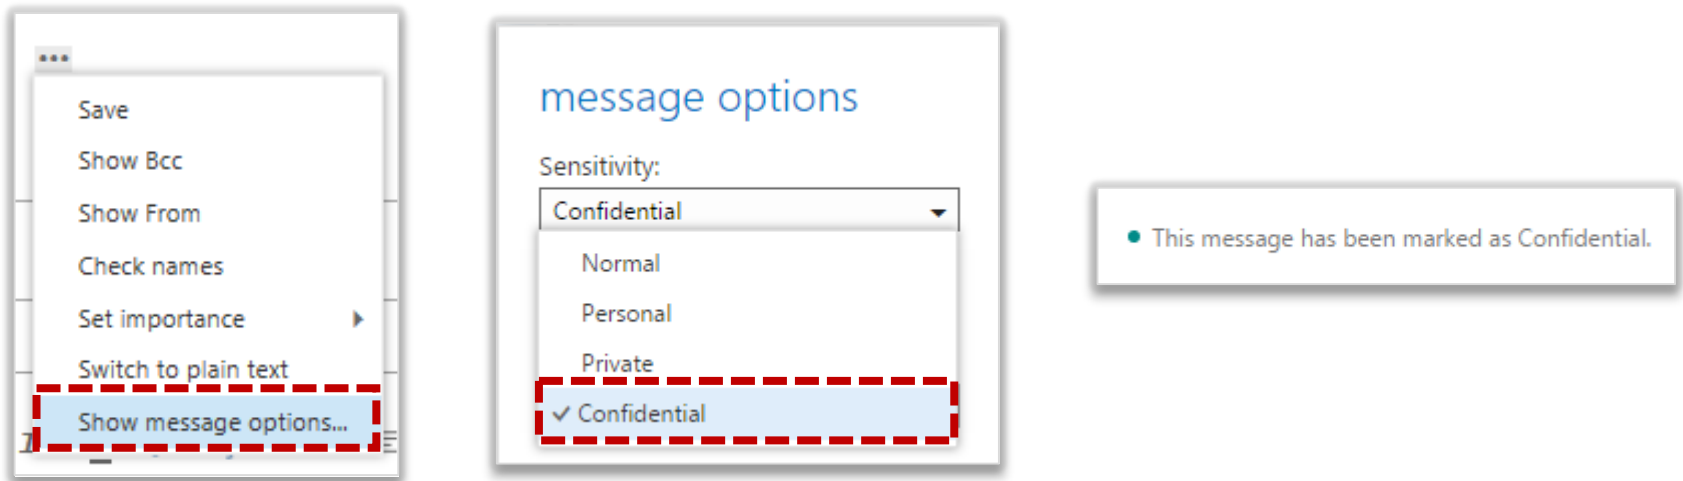 •••
Save
Show Bcc
Show From
Check names
Set importance
Switch to plain text
Show message options...
message options
Sensitivity:
Confidential
Normal
Personal
Private
Confidential
This message has been marked as Confidential.